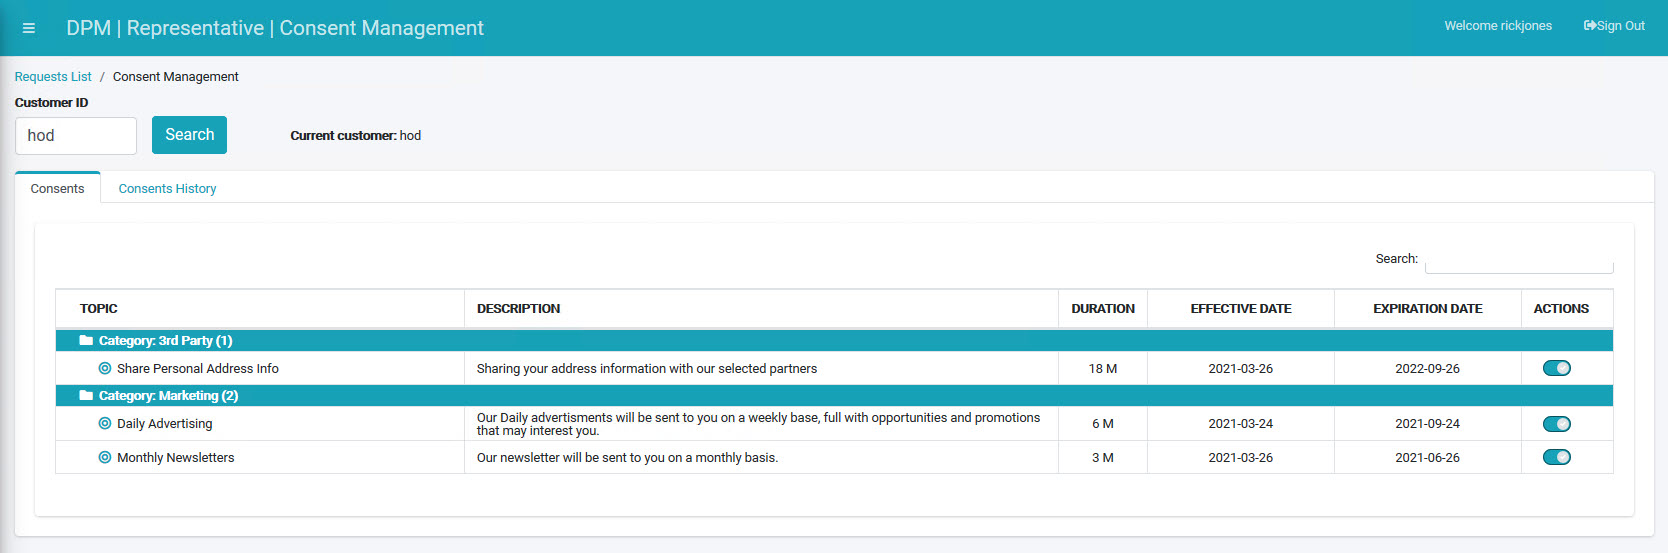 DPM | Representative | Consent Management
Welcome rickjones
Sign Out
Requests List / Consent Management
Customer ID
hod
Search
Current customer: hod
Consents
Consents History
Search:
TOPIC DESCRIPTION DURATION EFFECTIVE DATE EXPIRATION DATE ACTIONS
Category: 3rd Party (1)
Share Personal Address Info Sharing your address information with our selected partners 18 M 2021-03-26 2022-09-26
Category: Marketing (2)
Daily Advertising Our Daily advertisments will be sent to you on a weekly base, full with opportunities and promotions
that may interest you. 6 M 2021-03-24 2021-09-24
Monthly Newsletters Our newsletter will be sent to you on a monthly basis. 3 M 2021-03-26 2021-06-26